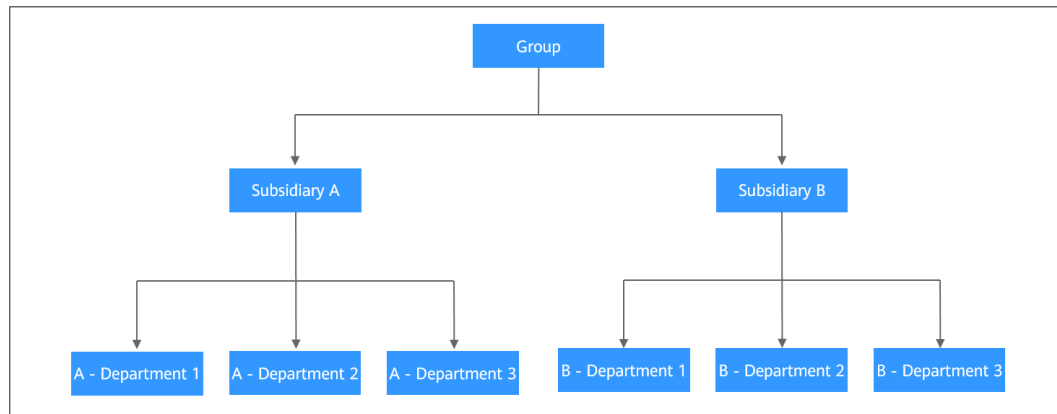 Group
Subsidiary A
Subsidiary B
A - Department 1
A - Department 2
A - Department 3
B - Department 1
B - Department 2
B - Department 3